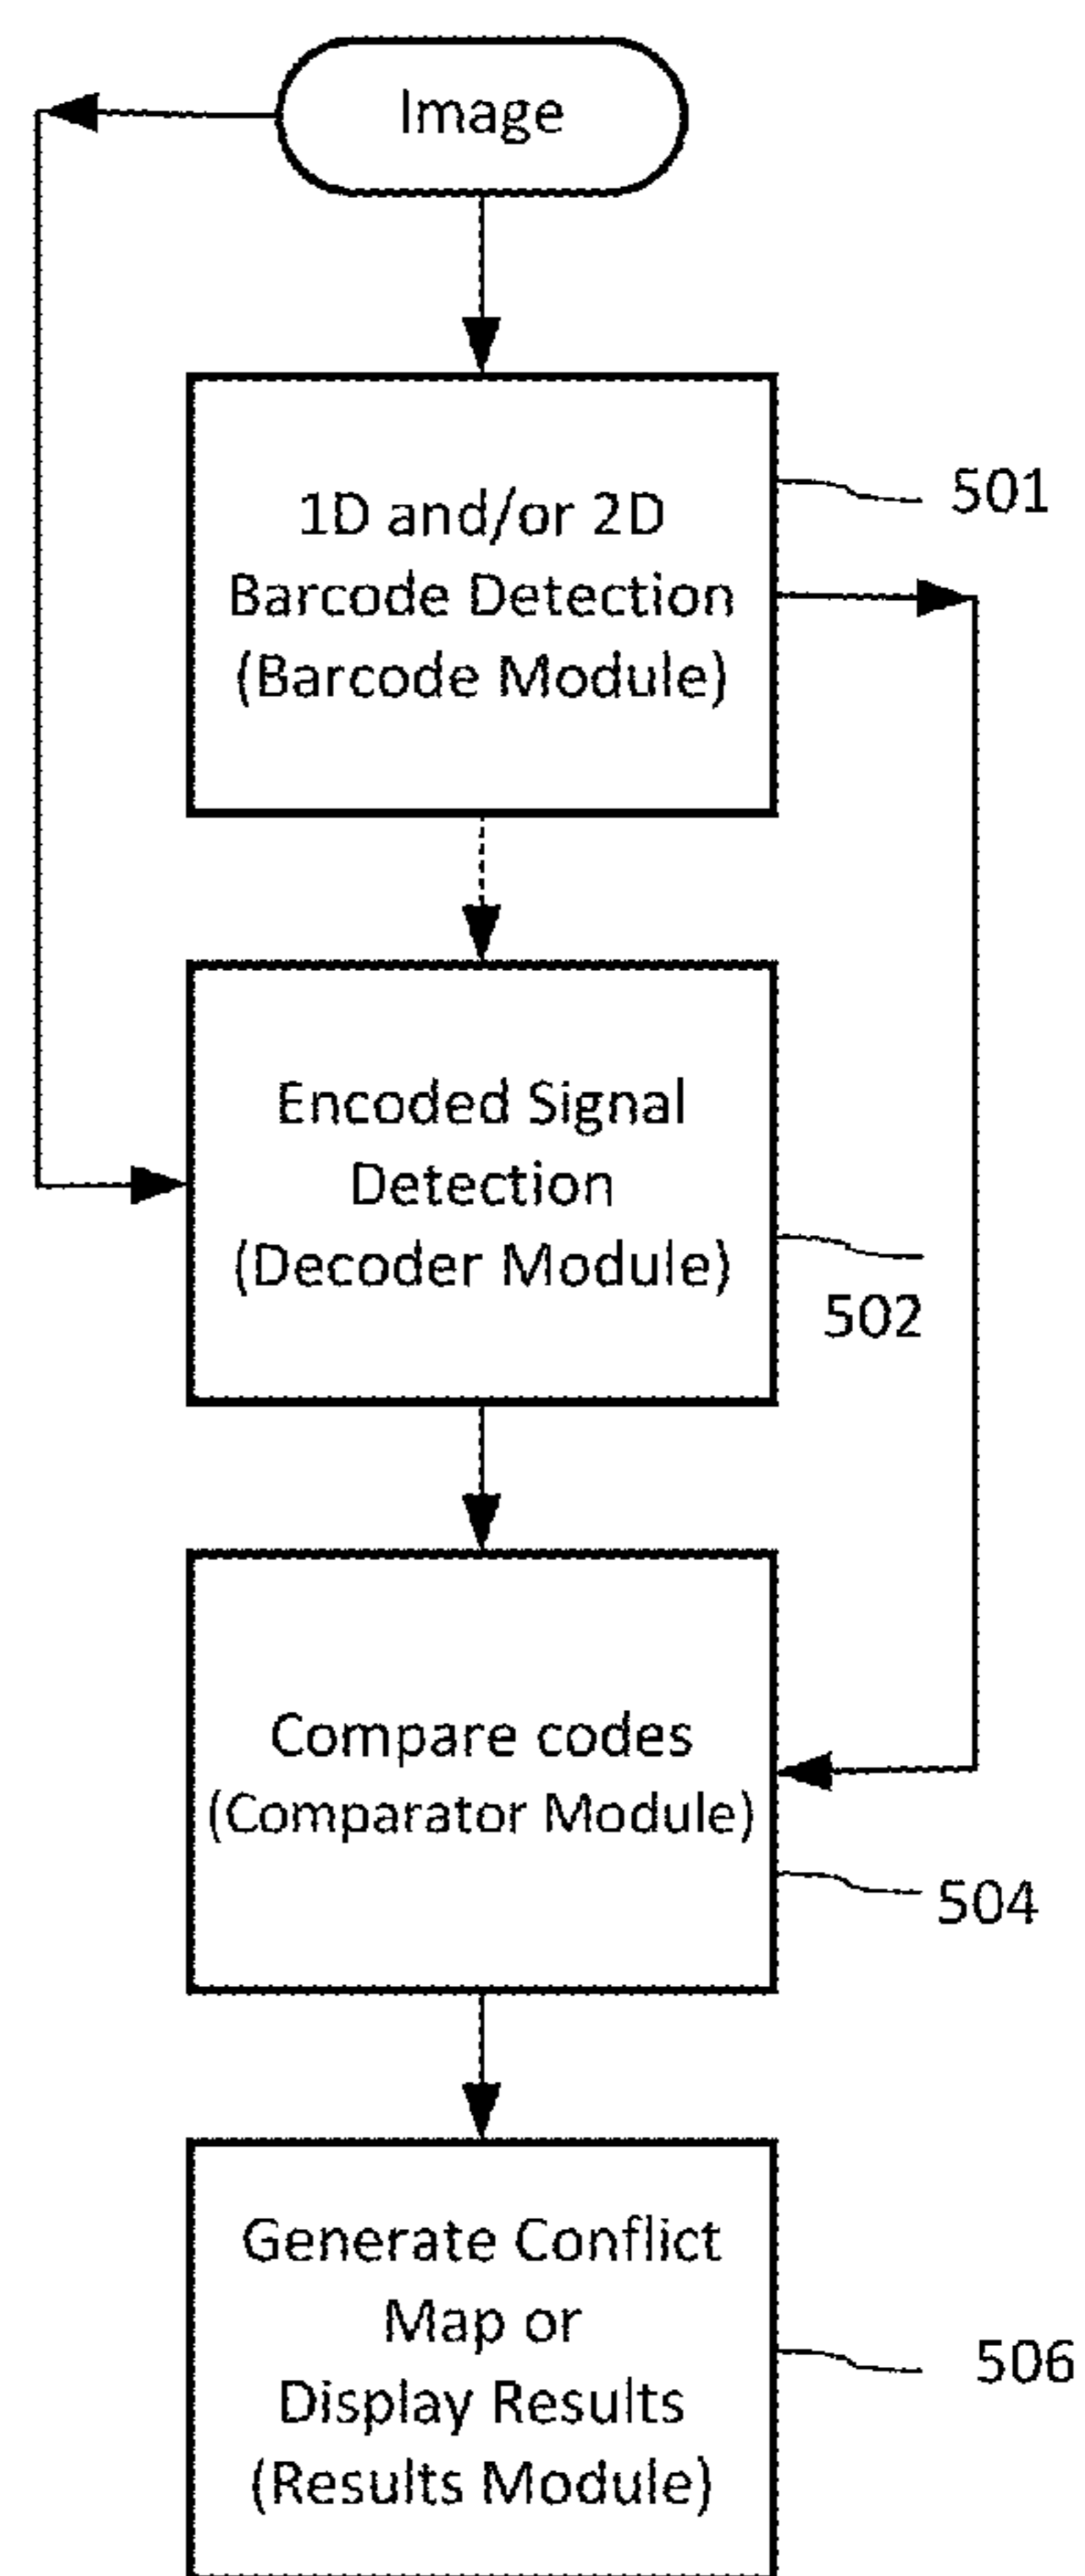 Image
1D and/or 2D
Barcode Detection
(Barcode Module)
501
Encoded Signal
Detection
(Decoder Module)
502
Compare codes
(Comparator Module)
504
Generate Conflict
Map or
Display Results
(Results Module)
506